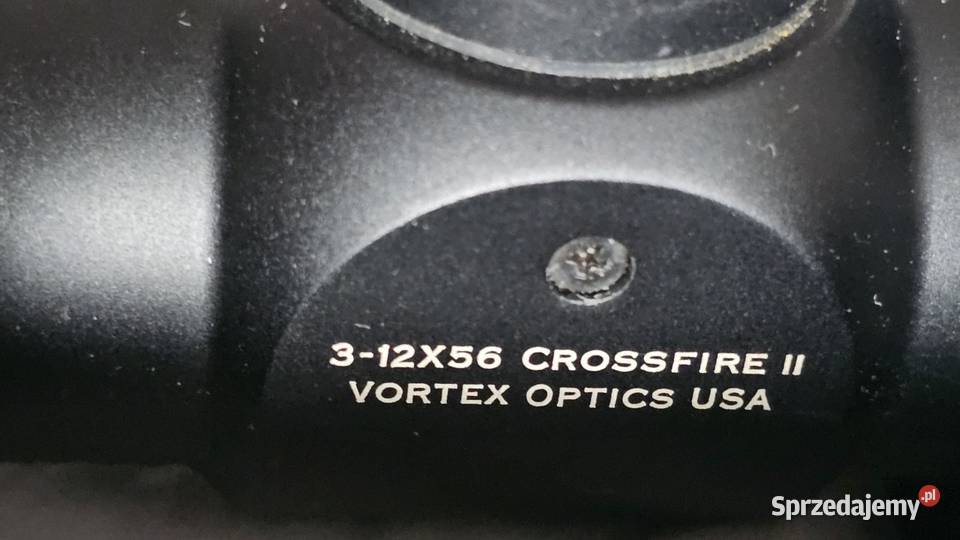 3-12X56 CROSSFIRE II
VORTEX OPTICS USA
Sprzedajemy.pl